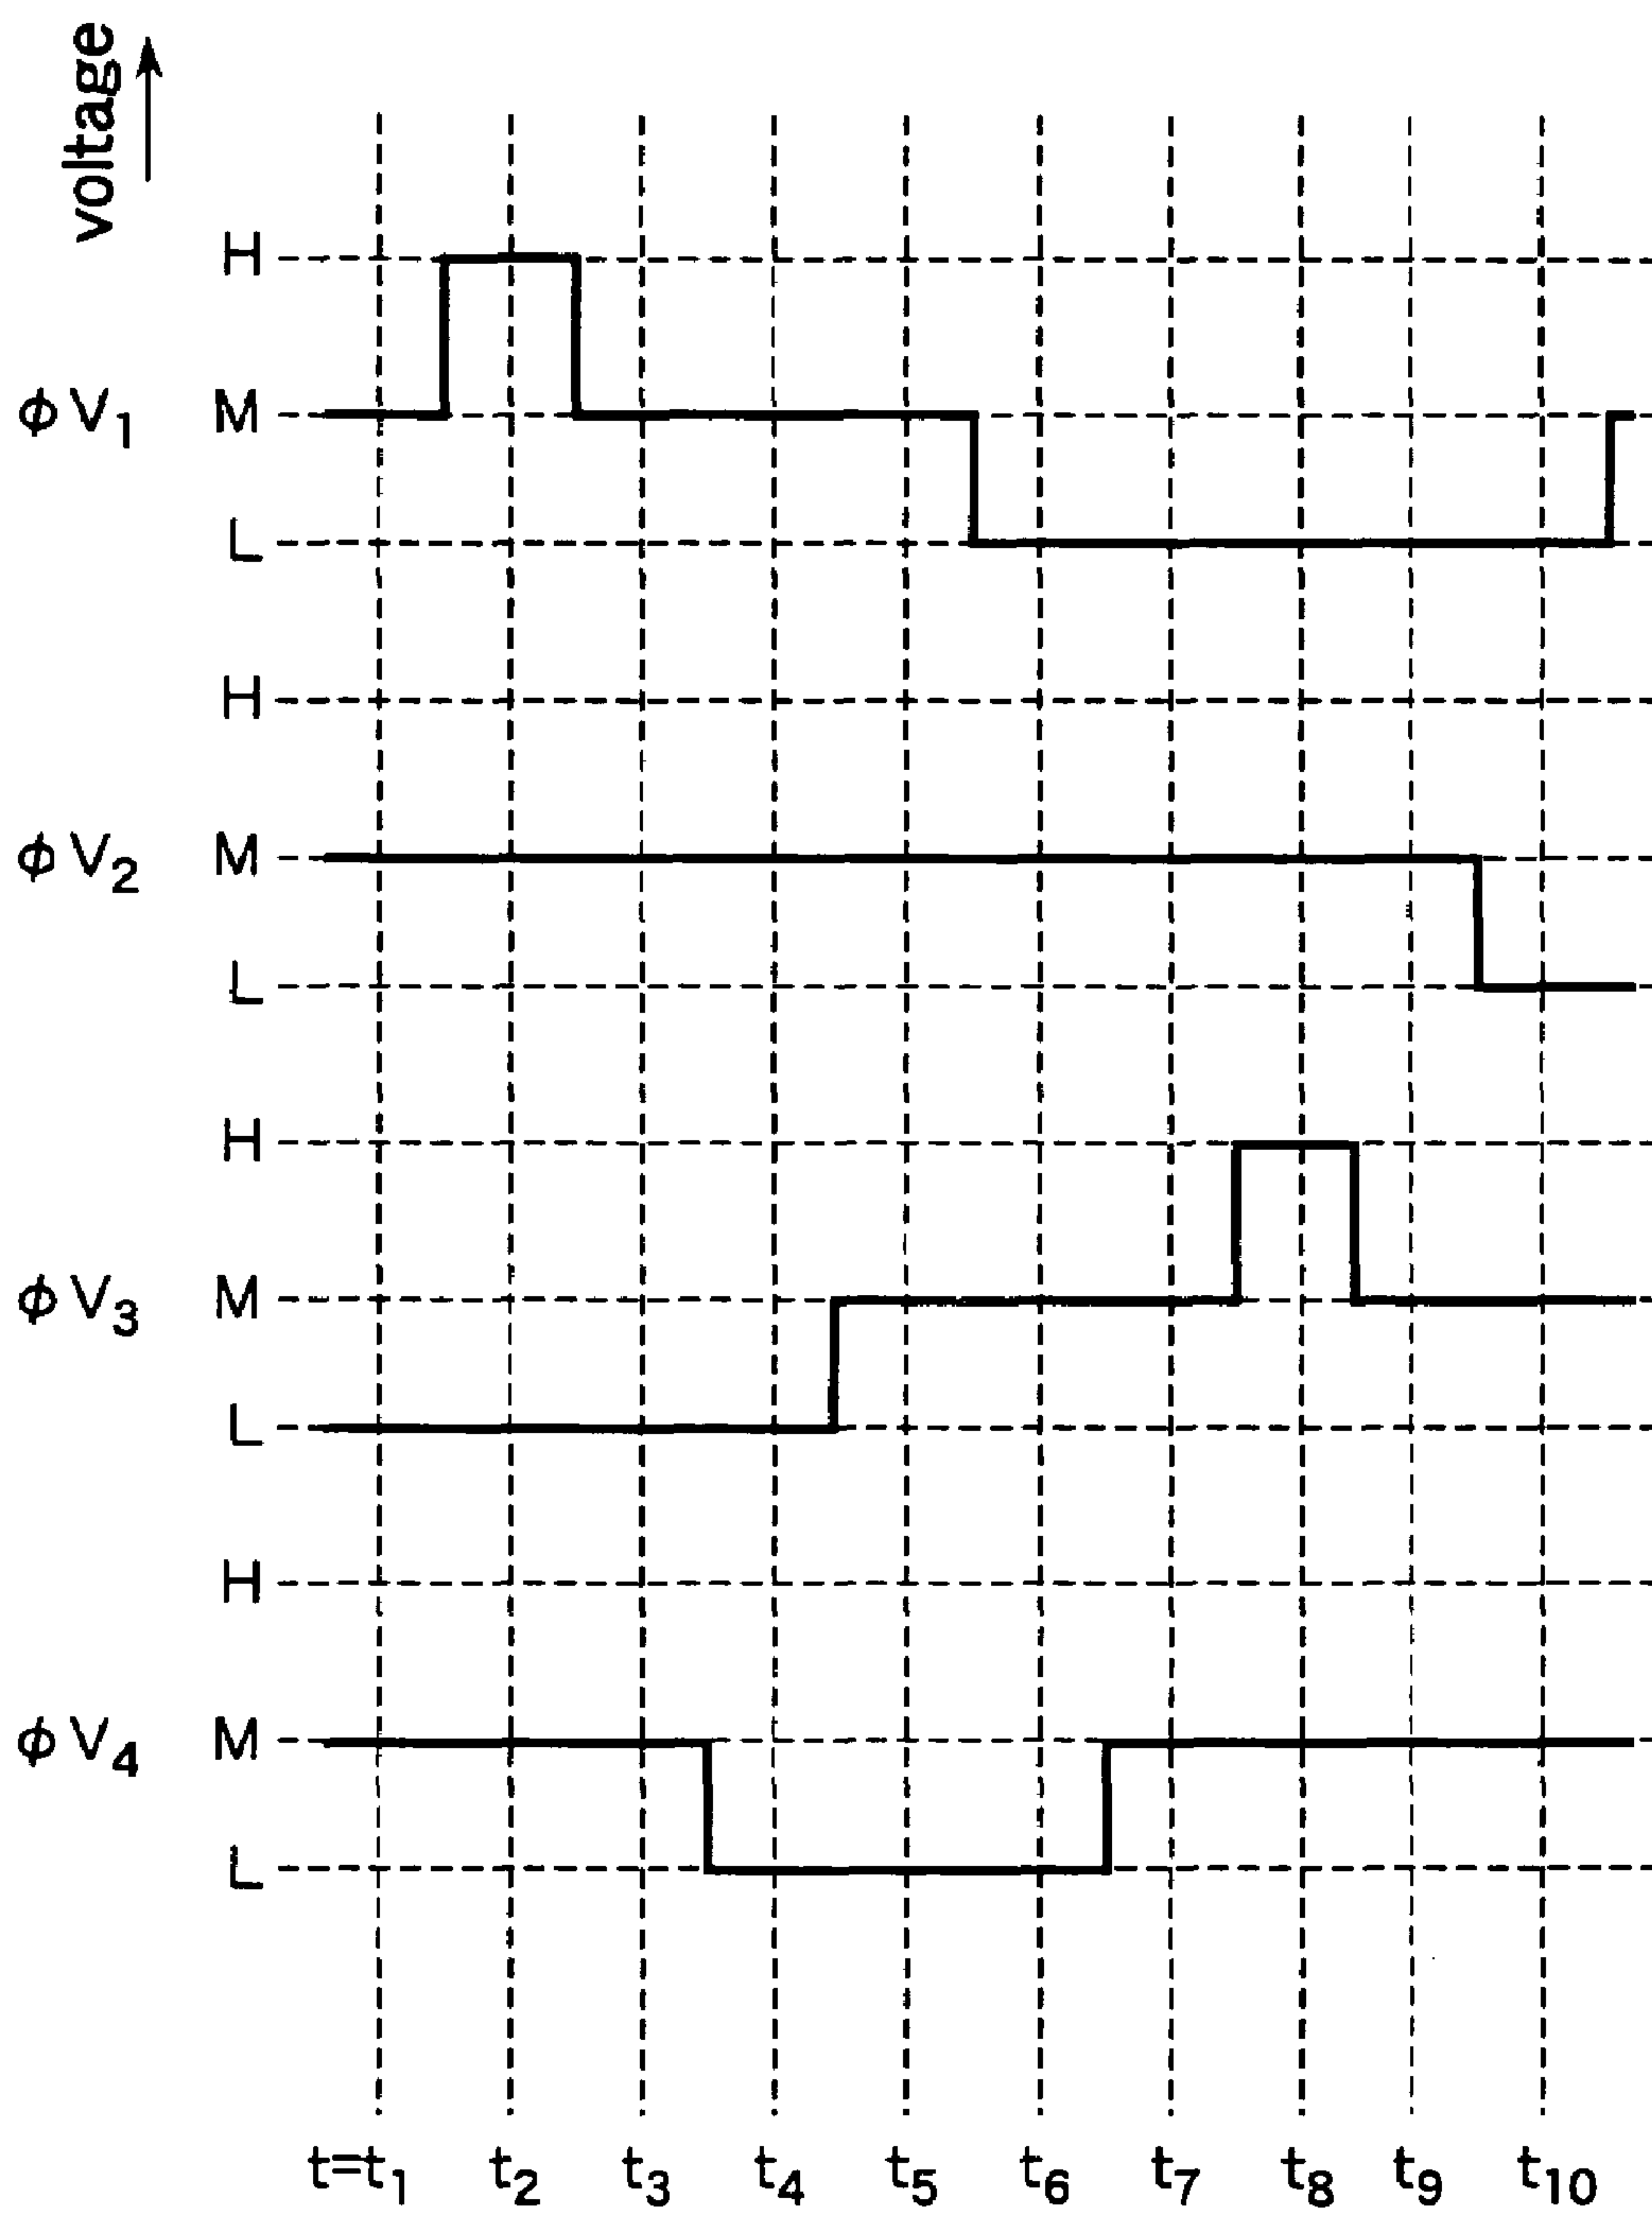 voltage
H
φV₁ M
L
H
φV₂ M
L
H
φV₃ M
L
H
φV₄ M
L
t=t₁ t₂ t₃ t₄ t₅ t₆ t₇ t₈ t₉ t₁₀